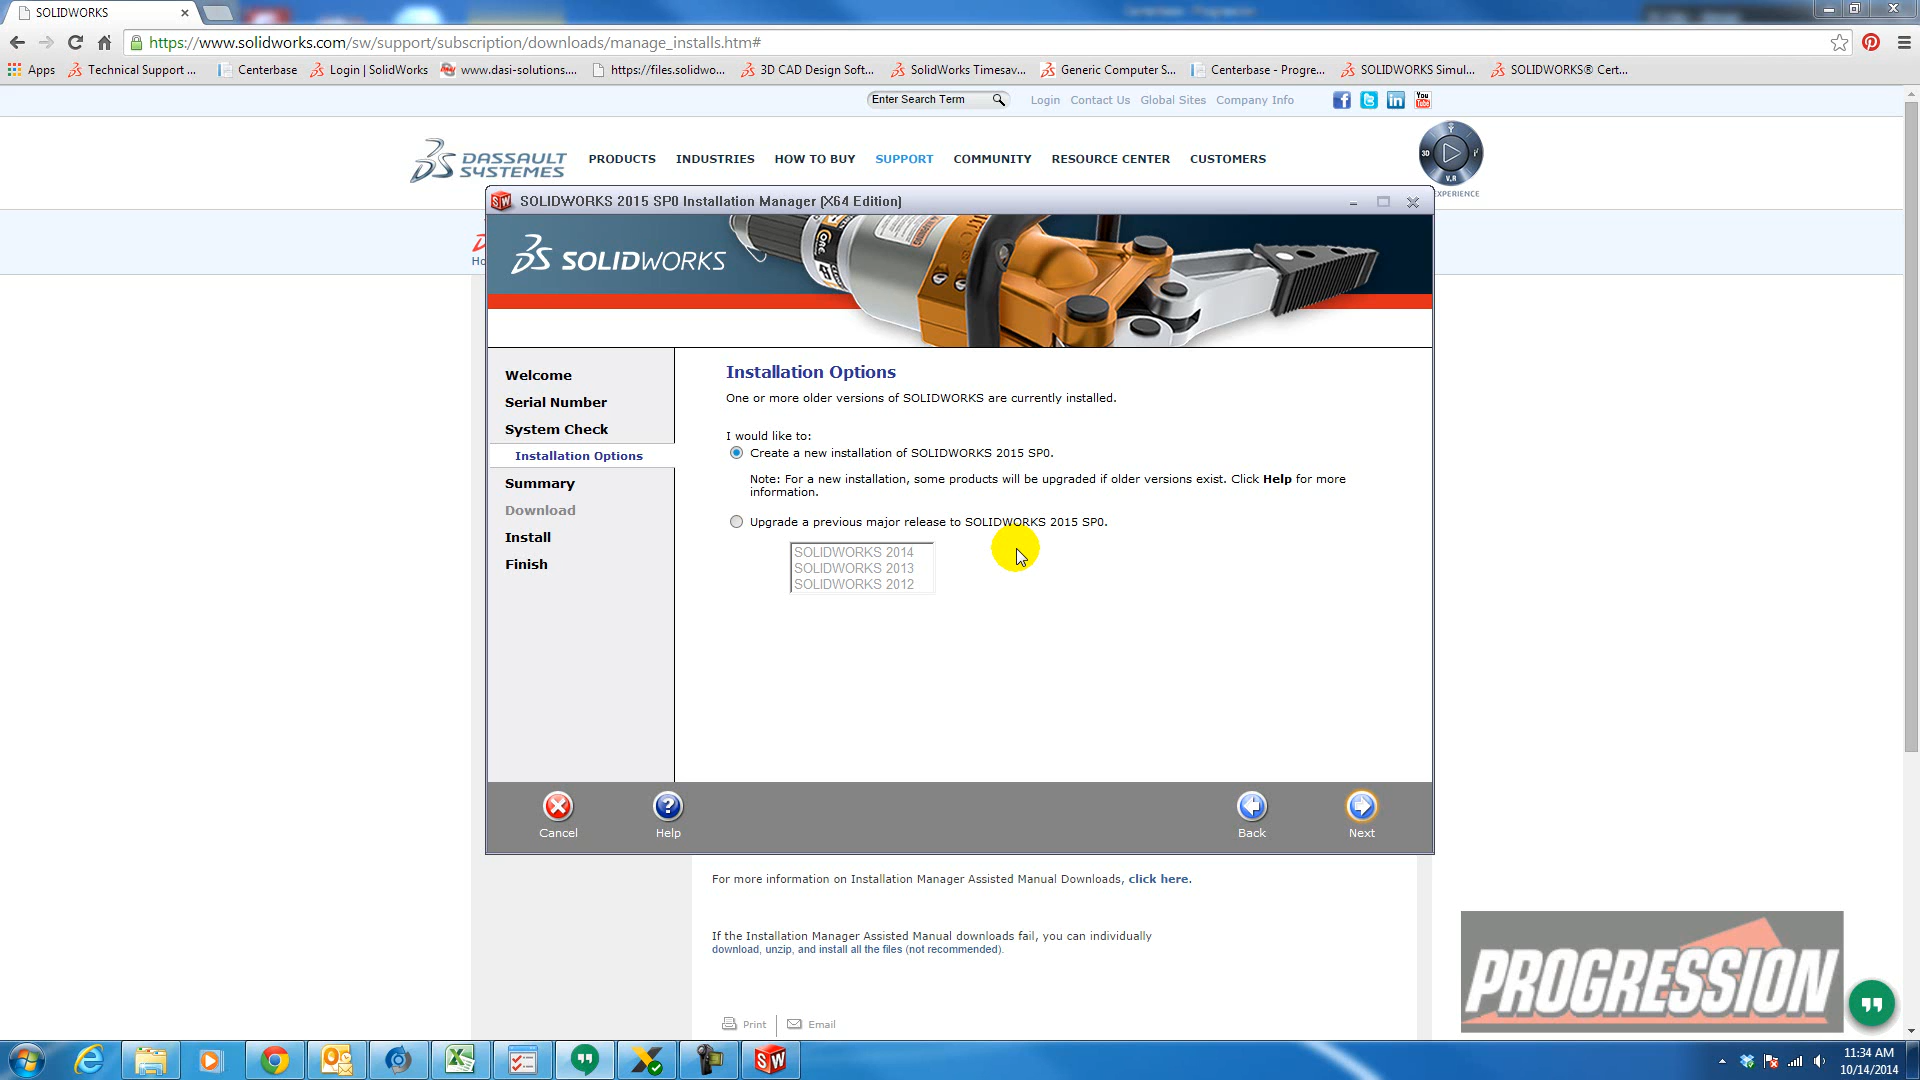 SOLIDWORKS
https://www.solidworks.com/sw/support/subscription/downloads/manage_installs.htm#
Apps Technical Support ... Centerbase Login | SolidWorks www.dasi-solutions.... https://files.solidwo... 3D CAD Design Soft... SolidWorks Timesav... Generic Computer S... Centerbase - Progre... SOLIDWORKS Simul... SOLIDWORKS® Cert...
Enter Search Term Login Contact Us Global Sites Company Info
DASSAULT SYSTEMES
PRODUCTS INDUSTRIES HOW TO BUY SUPPORT COMMUNITY RESOURCE CENTER CUSTOMERS
3D V.R
XPERIENCE
SOLIDWORKS 2015 SP0 Installation Manager (X64 Edition)
Ho
SOLIDWORKS
Welcome
Serial Number
System Check
Installation Options
Summary
Download
Install
Finish
Installation Options
One or more older versions of SOLIDWORKS are currently installed.
I would like to:
Create a new installation of SOLIDWORKS 2015 SP0.
Note: For a new installation, some products will be upgraded if older versions exist. Click Help for more
information.
Upgrade a previous major release to SOLIDWORKS 2015 SP0.
SOLIDWORKS 2014
SOLIDWORKS 2013
SOLIDWORKS 2012
Cancel Help Back Next
For more information on Installation Manager Assisted Manual Downloads, click here.
If the Installation Manager Assisted Manual downloads fail, you can individually
download, unzip, and install all the files (not recommended).
Print Email
PROGRESSION
11:34 AM
10/14/2014